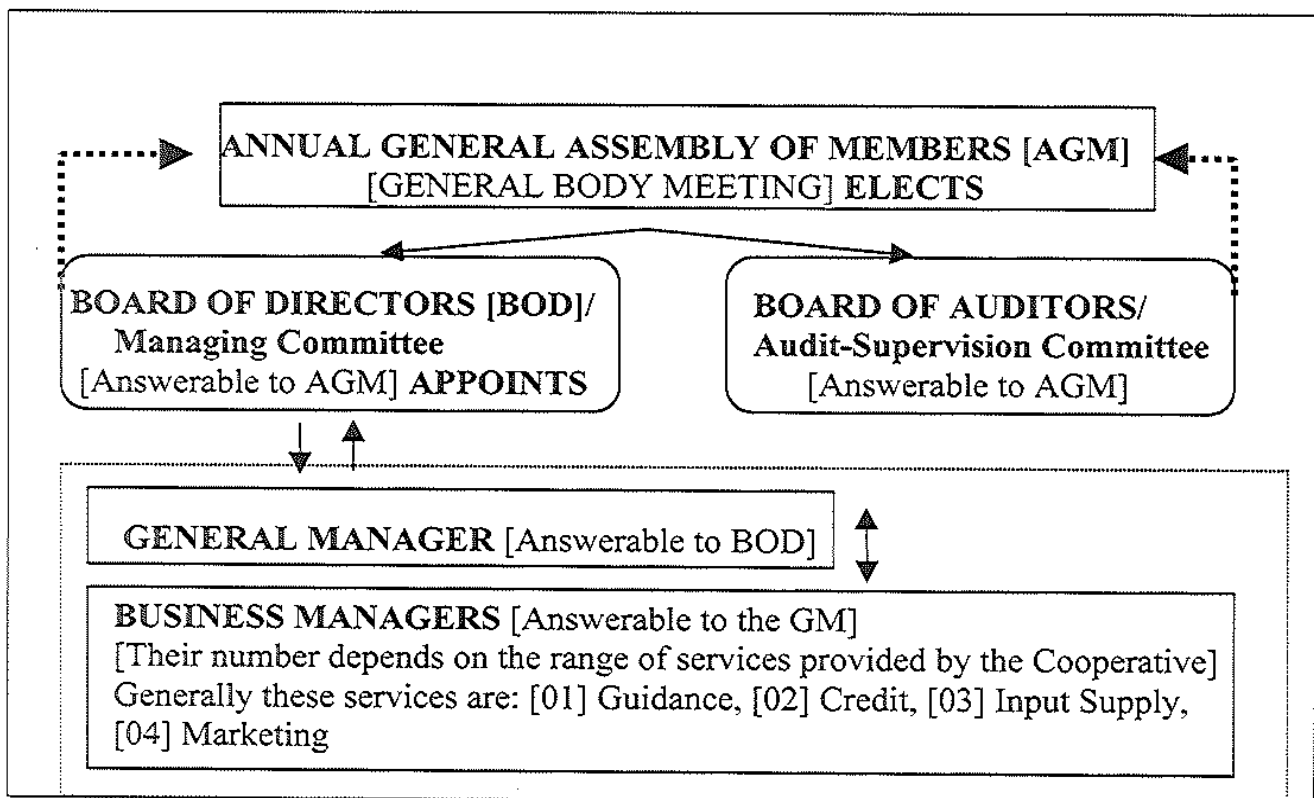 ANNUAL GENERAL ASSEMBLY OF MEMBERS [AGM]
[GENERAL BODY MEETING] ELECTS
BOARD OF DIRECTORS [BOD]/
Managing Committee
[Answerable to AGM] APPOINTS
BOARD OF AUDITORS/
Audit-Supervision Committee
[Answerable to AGM]
GENERAL MANAGER [Answerable to BOD]
BUSINESS MANAGERS [Answerable to the GM]
[Their number depends on the range of services provided by the Cooperative]
Generally these services are: [01] Guidance, [02] Credit, [03] Input Supply,
[04] Marketing